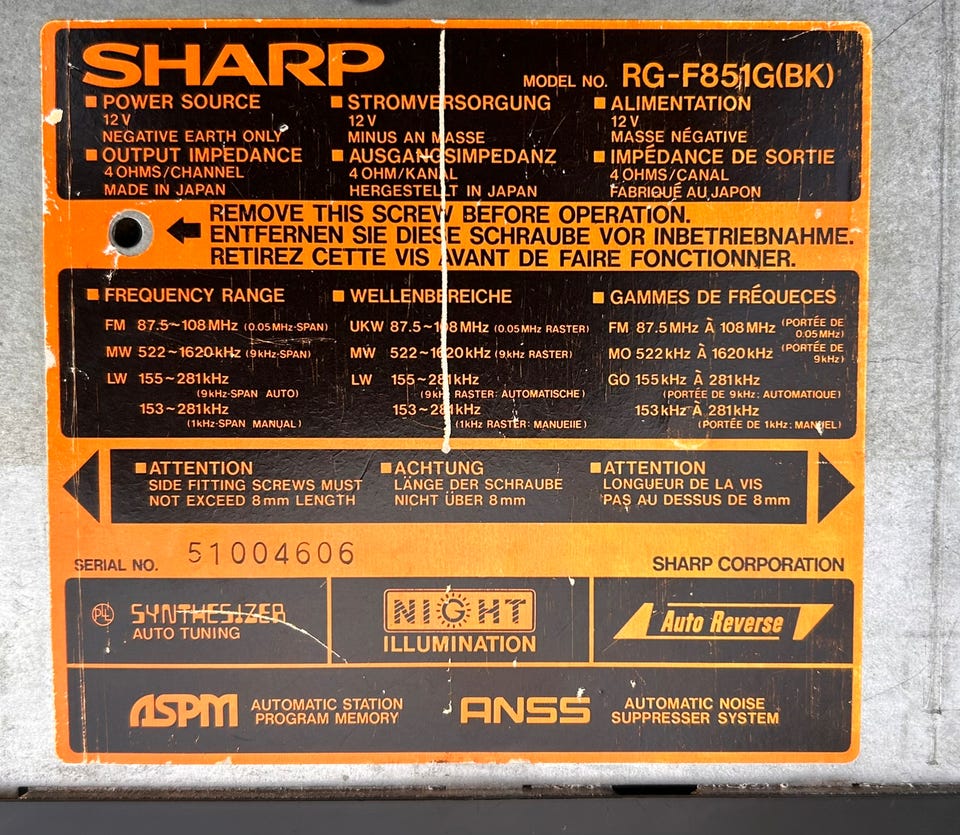 SHARP
MODEL NO. RG-F851G(BK)
■ POWER SOURCE
12 V
NEGATIVE EARTH ONLY
■ OUTPUT IMPEDANCE
4 OHMS/CHANNEL
MADE IN JAPAN
■ STROMVERSORGUNG
12 V
MINUS AN MASSE
■ AUSGANGSIMPEDANZ
4 OHM/KANAL
HERGESTELLT IN JAPAN
■ ALIMENTATION
12 V
MASSE NÉGATIVE
■ IMPÉDANCE DE SORTIE
4 OHMS/CANAL
FABRIQUÉ AU JAPON
REMOVE THIS SCREW BEFORE OPERATION.
ENTFERNEN SIE DIESE SCHRAUBE VOR INBETRIEBNAHME.
RETIREZ CETTE VIS AVANT DE FAIRE FONCTIONNER.
■ FREQUENCY RANGE
FM 87.5~108MHz (0.05MHz-SPAN)
MW 522~1620kHz (9kHz-SPAN)
LW 155~281kHz
(9kHz-SPAN AUTO)
153~281kHz
(1kHz-SPAN MANUAL)
■ WELLENBEREICHE
UKW 87.5~108MHz (0.05MHz RASTER)
MW 522~1620kHz (9kHz RASTER)
LW 155~281kHz
(9kHz RASTER: AUTOMATISCHE)
153~281kHz
(1kHz RASTER: MANUEIIE)
■ GAMMES DE FRÉQUECES
FM 87.5MHz À 108MHz (PORTÉE DE 0.05MHz)
MO 522kHz À 1620kHz (PORTÉE DE 9kHz)
GO 155kHz À 281kHz
(PORTÉE DE 9kHz: AUTOMATIQUE)
153kHz À 281kHz
(PORTÉE DE 1kHz: MANUEL)
■ ATTENTION
SIDE FITTING SCREWS MUST
NOT EXCEED 8mm LENGTH
■ ACHTUNG
LÄNGE DER SCHRAUBE
NICHT ÜBER 8mm
■ ATTENTION
LONGUEUR DE LA VIS
PAS AU DESSUS DE 8mm
SERIAL NO. 51004606
SHARP CORPORATION
PLL SYNTHESIZER
AUTO TUNING
NIGHT
ILLUMINATION
Auto Reverse
ASPM AUTOMATIC STATION
PROGRAM MEMORY
ANSS AUTOMATIC NOISE
SUPPRESSER SYSTEM